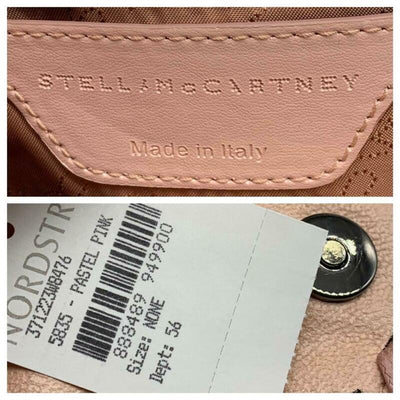 STELLA McCARTNEY
Made in Italy
NORDSTR
371223W8476
5835 - PASTEL PINK
888489 949900
Size: NONE
Dept: 56